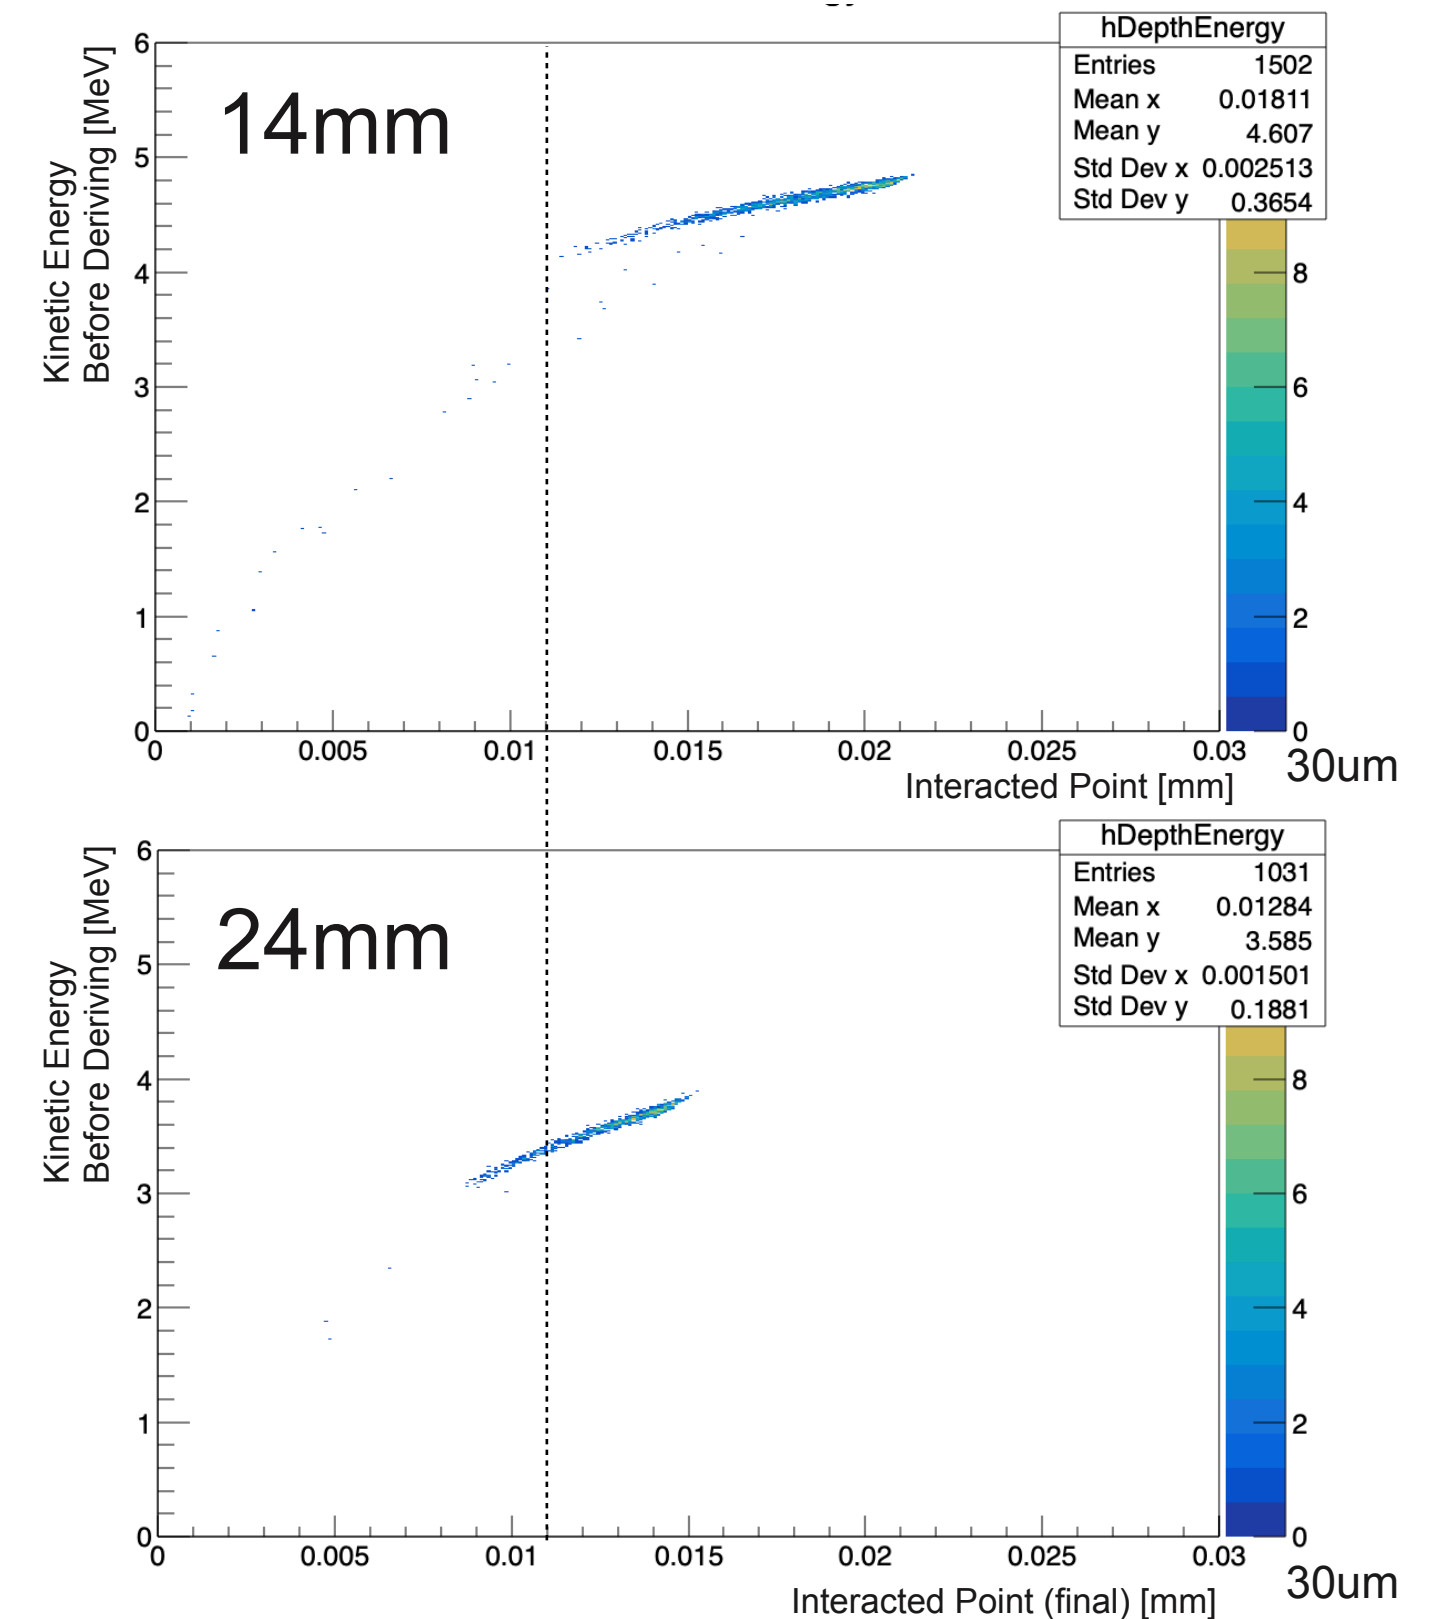 hDepthEnergy
Entries 1502
Mean x 0.01811
Mean y 4.607
Std Dev x 0.002513
Std Dev y 0.3654
14mm
Kinetic Energy
Before Deriving [MeV]
6
5
4
3
2
1
0
0 0.005 0.01 0.015 0.02 0.025 0.03
8
6
4
2
0
30um
Interacted Point [mm]
hDepthEnergy
Entries 1031
Mean x 0.01284
Mean y 3.585
Std Dev x 0.001501
Std Dev y 0.1881
24mm
Kinetic Energy
Before Deriving [MeV]
6
5
4
3
2
1
0
0 0.005 0.01 0.015 0.02 0.025 0.03
8
6
4
2
0
30um
Interacted Point (final) [mm]